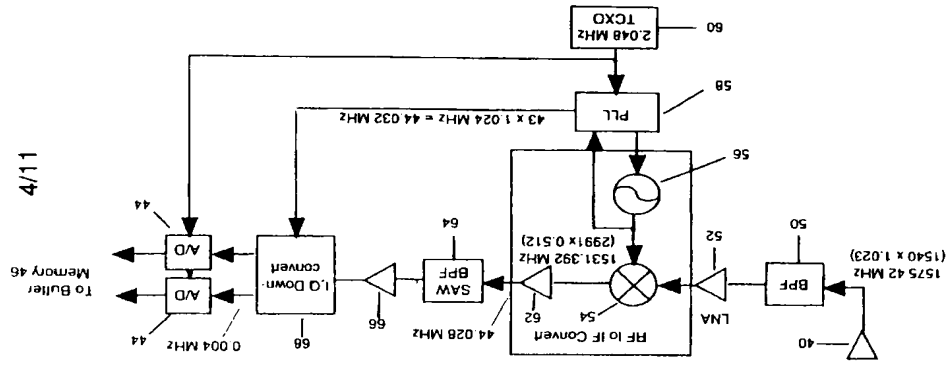 40
1575 42 MHz
(1540 x 1.023)
BPF
50
LNA
52
RF to IF Convert
54
62
1531.392 MHz
(2991 x 0.512)
56
44.028 MHz
SAW
BPF
64
66
68
I,Q Down-
convert
0.004 MHz
44
A/D
A/D
44
To Buffer
Memory 46
PLL
58
43 x 1.024 MHz = 44.032 MHz
2.048 MHz
TCXO
60
4/11